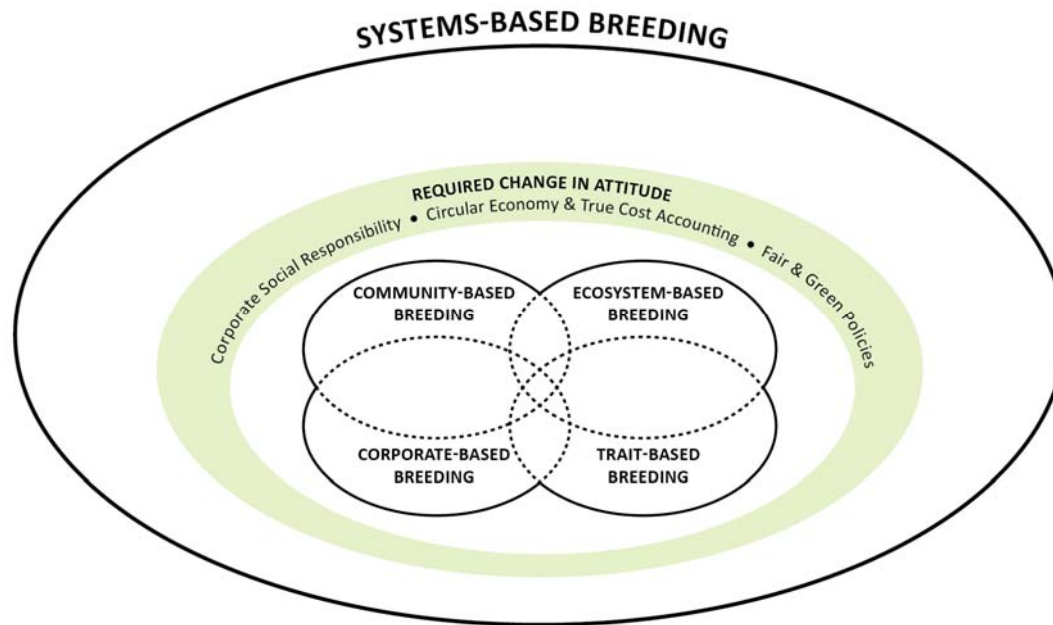 SYSTEMS-BASED BREEDING
REQUIRED CHANGE IN ATTITUDE
Corporate Social Responsibility • Circular Economy & True Cost Accounting • Fair & Green Policies
COMMUNITY-BASED
BREEDING
ECOSYSTEM-BASED
BREEDING
CORPORATE-BASED
BREEDING
TRAIT-BASED
BREEDING